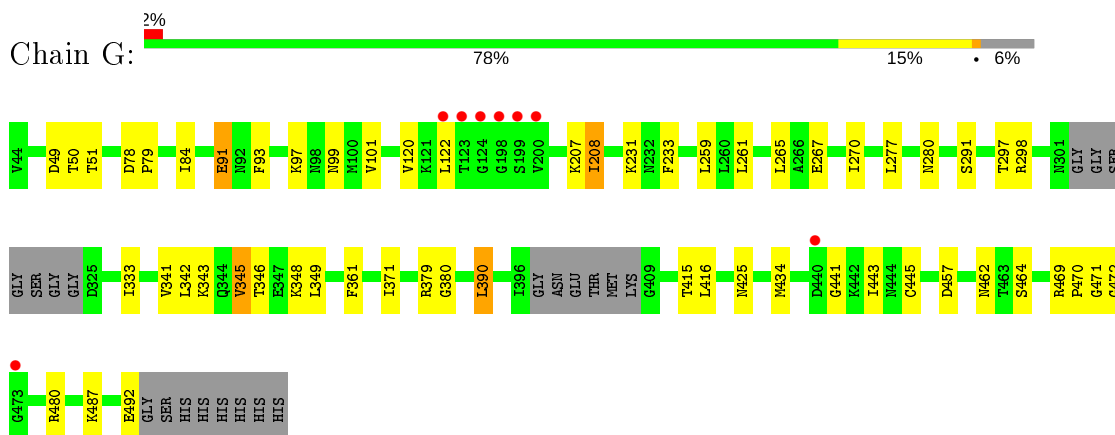 2%
Chain G:
78% 15% • 6%
V44 D49 T50 T51 D78 P79 I84 E91 N92 F93 K97 N98 N99 M100 V101 V120 K121 L122 T123 G124 G198 S199 V200 K207 I208 K231 N232 F233 L259 L260 L261 L265 A266 E267 I270 L277 N280 S291 T297 R298 N301 GLY GLY SER
GLY SER GLY GLY D325 I333 V341 L342 K343 Q344 V345 T346 E347 K348 L349 F361 I371 R379 G380 L390 I396 GLY ASN GLU THR MET LYS G409 T415 L416 N425 M434 D440 G441 K442 I443 N444 C445 D457 N462 T463 S464 R469 P470 G471
G473 R480 K487 E492 GLY SER HIS HIS HIS HIS HIS HIS